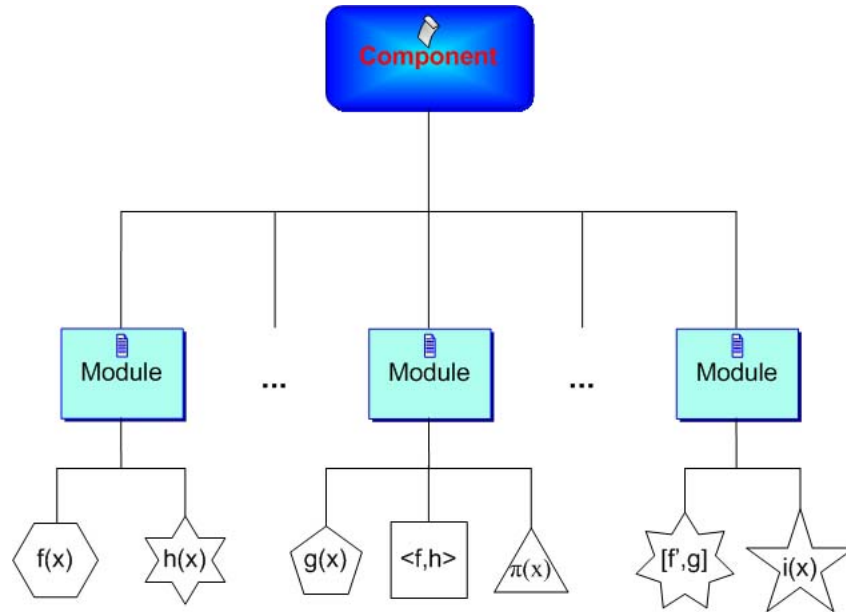 Component
Module
...
Module
...
Module
f(x)
h(x)
g(x)
<f,h>
π(x)
[f',g]
i(x)